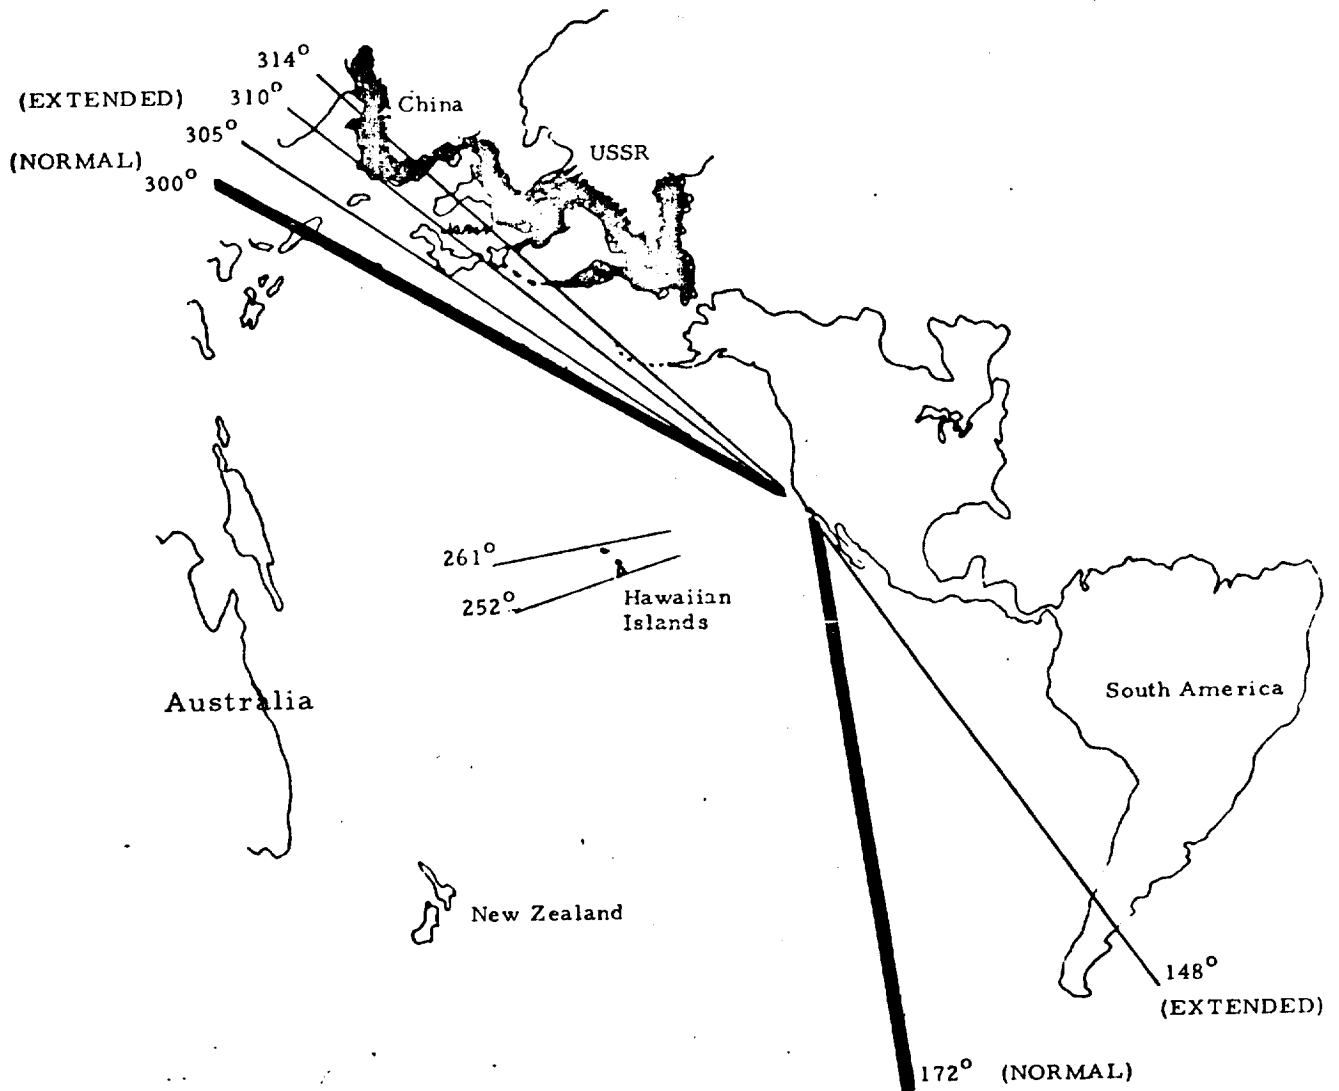 314°
(EXTENDED)
310°
China
305°
(NORMAL)
USSR
300°
261°
252°
Hawaiian
Islands
Australia
South America
New Zealand
148°
(EXTENDED)
172° (NORMAL)